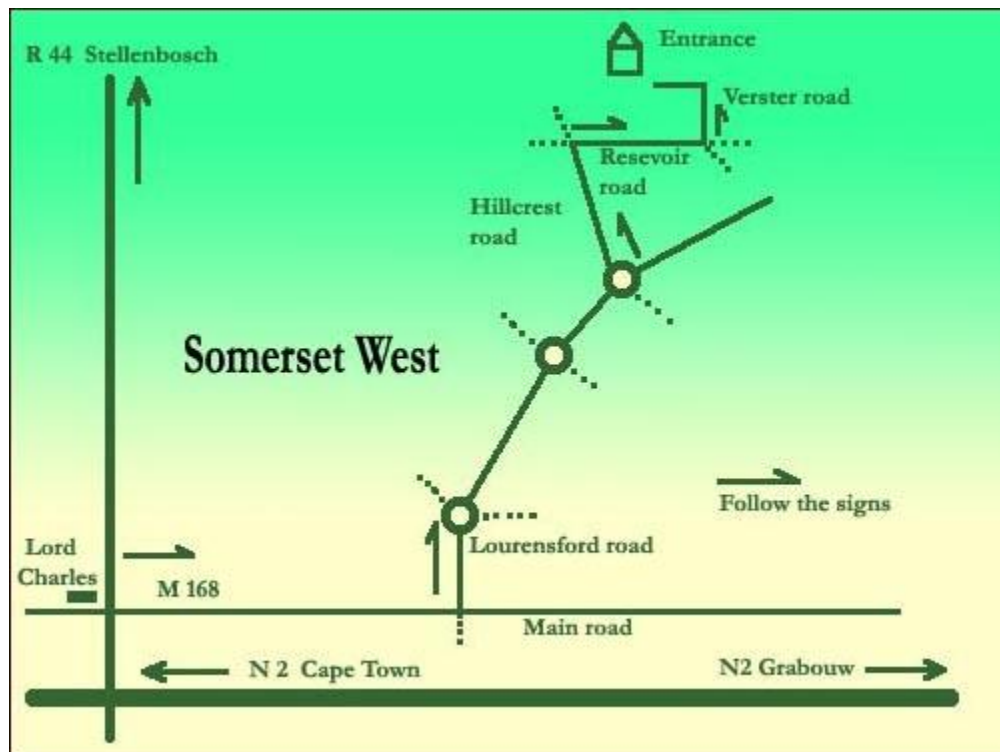 R 44 Stellenbosch
Entrance
Verster road
Resevoir
road
Hillcrest
road
Somerset West
Follow the signs
Lord
Charles
Lourensford road
M 168
Main road
N 2 Cape Town
N2 Grabouw